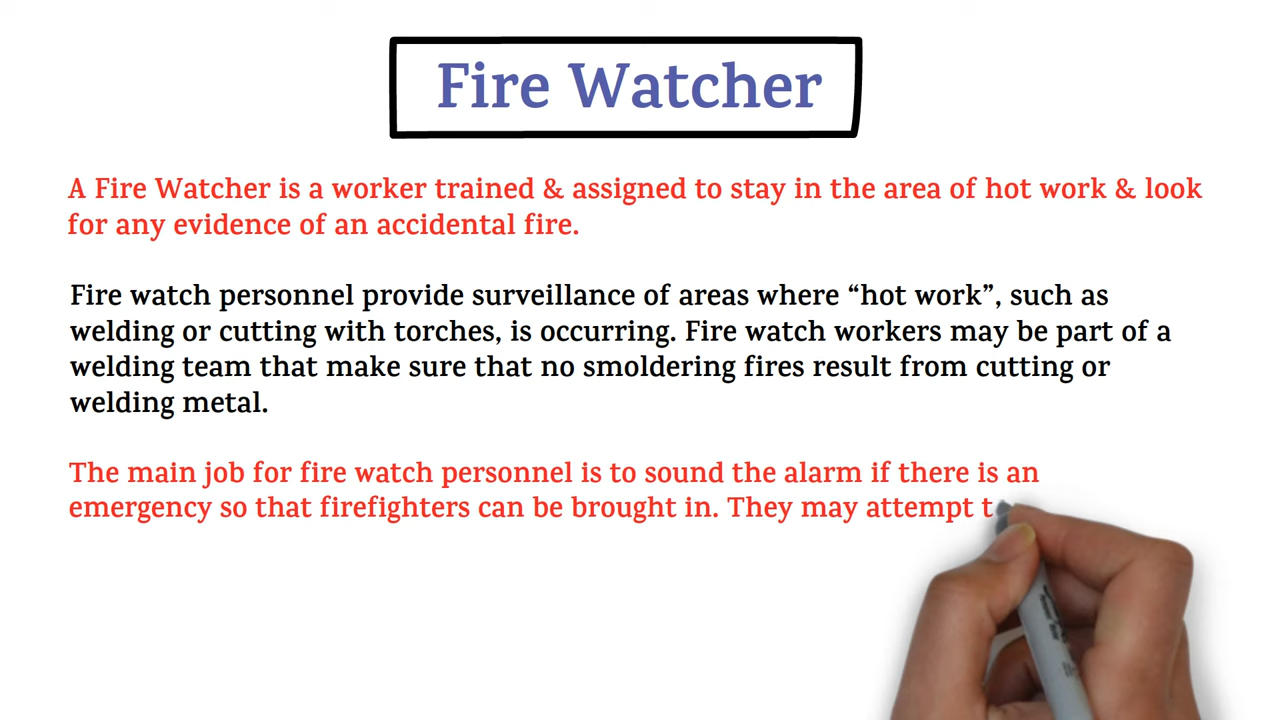 Fire Watcher
A Fire Watcher is a worker trained & assigned to stay in the area of hot work & look
for any evidence of an accidental fire.
Fire watch personnel provide surveillance of areas where “hot work”, such as
welding or cutting with torches, is occurring. Fire watch workers may be part of a
welding team that make sure that no smoldering fires result from cutting or
welding metal.
The main job for fire watch personnel is to sound the alarm if there is an
emergency so that firefighters can be brought in. They may attempt t